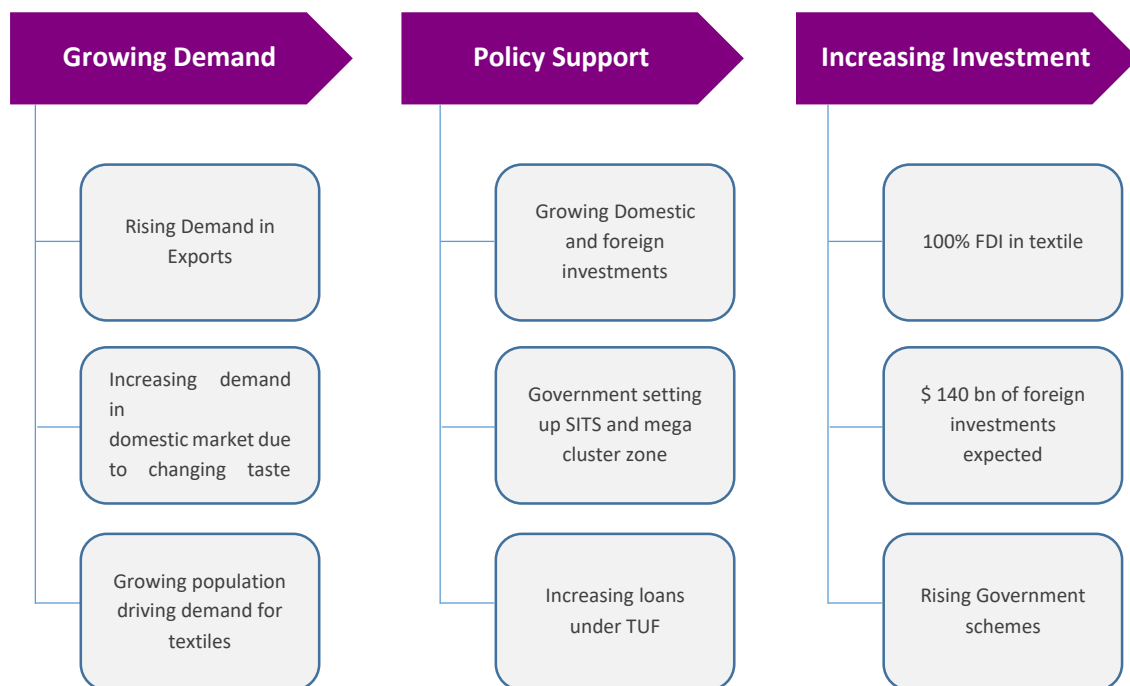 Growing Demand
Rising Demand in
Exports
Increasing demand
in
domestic market due
to changing taste
Growing population
driving demand for
textiles
Policy Support
Growing Domestic
and foreign
investments
Government setting
up SITS and mega
cluster zone
Increasing loans
under TUF
Increasing Investment
100% FDI in textile
$ 140 bn of foreign
investments
expected
Rising Government
schemes